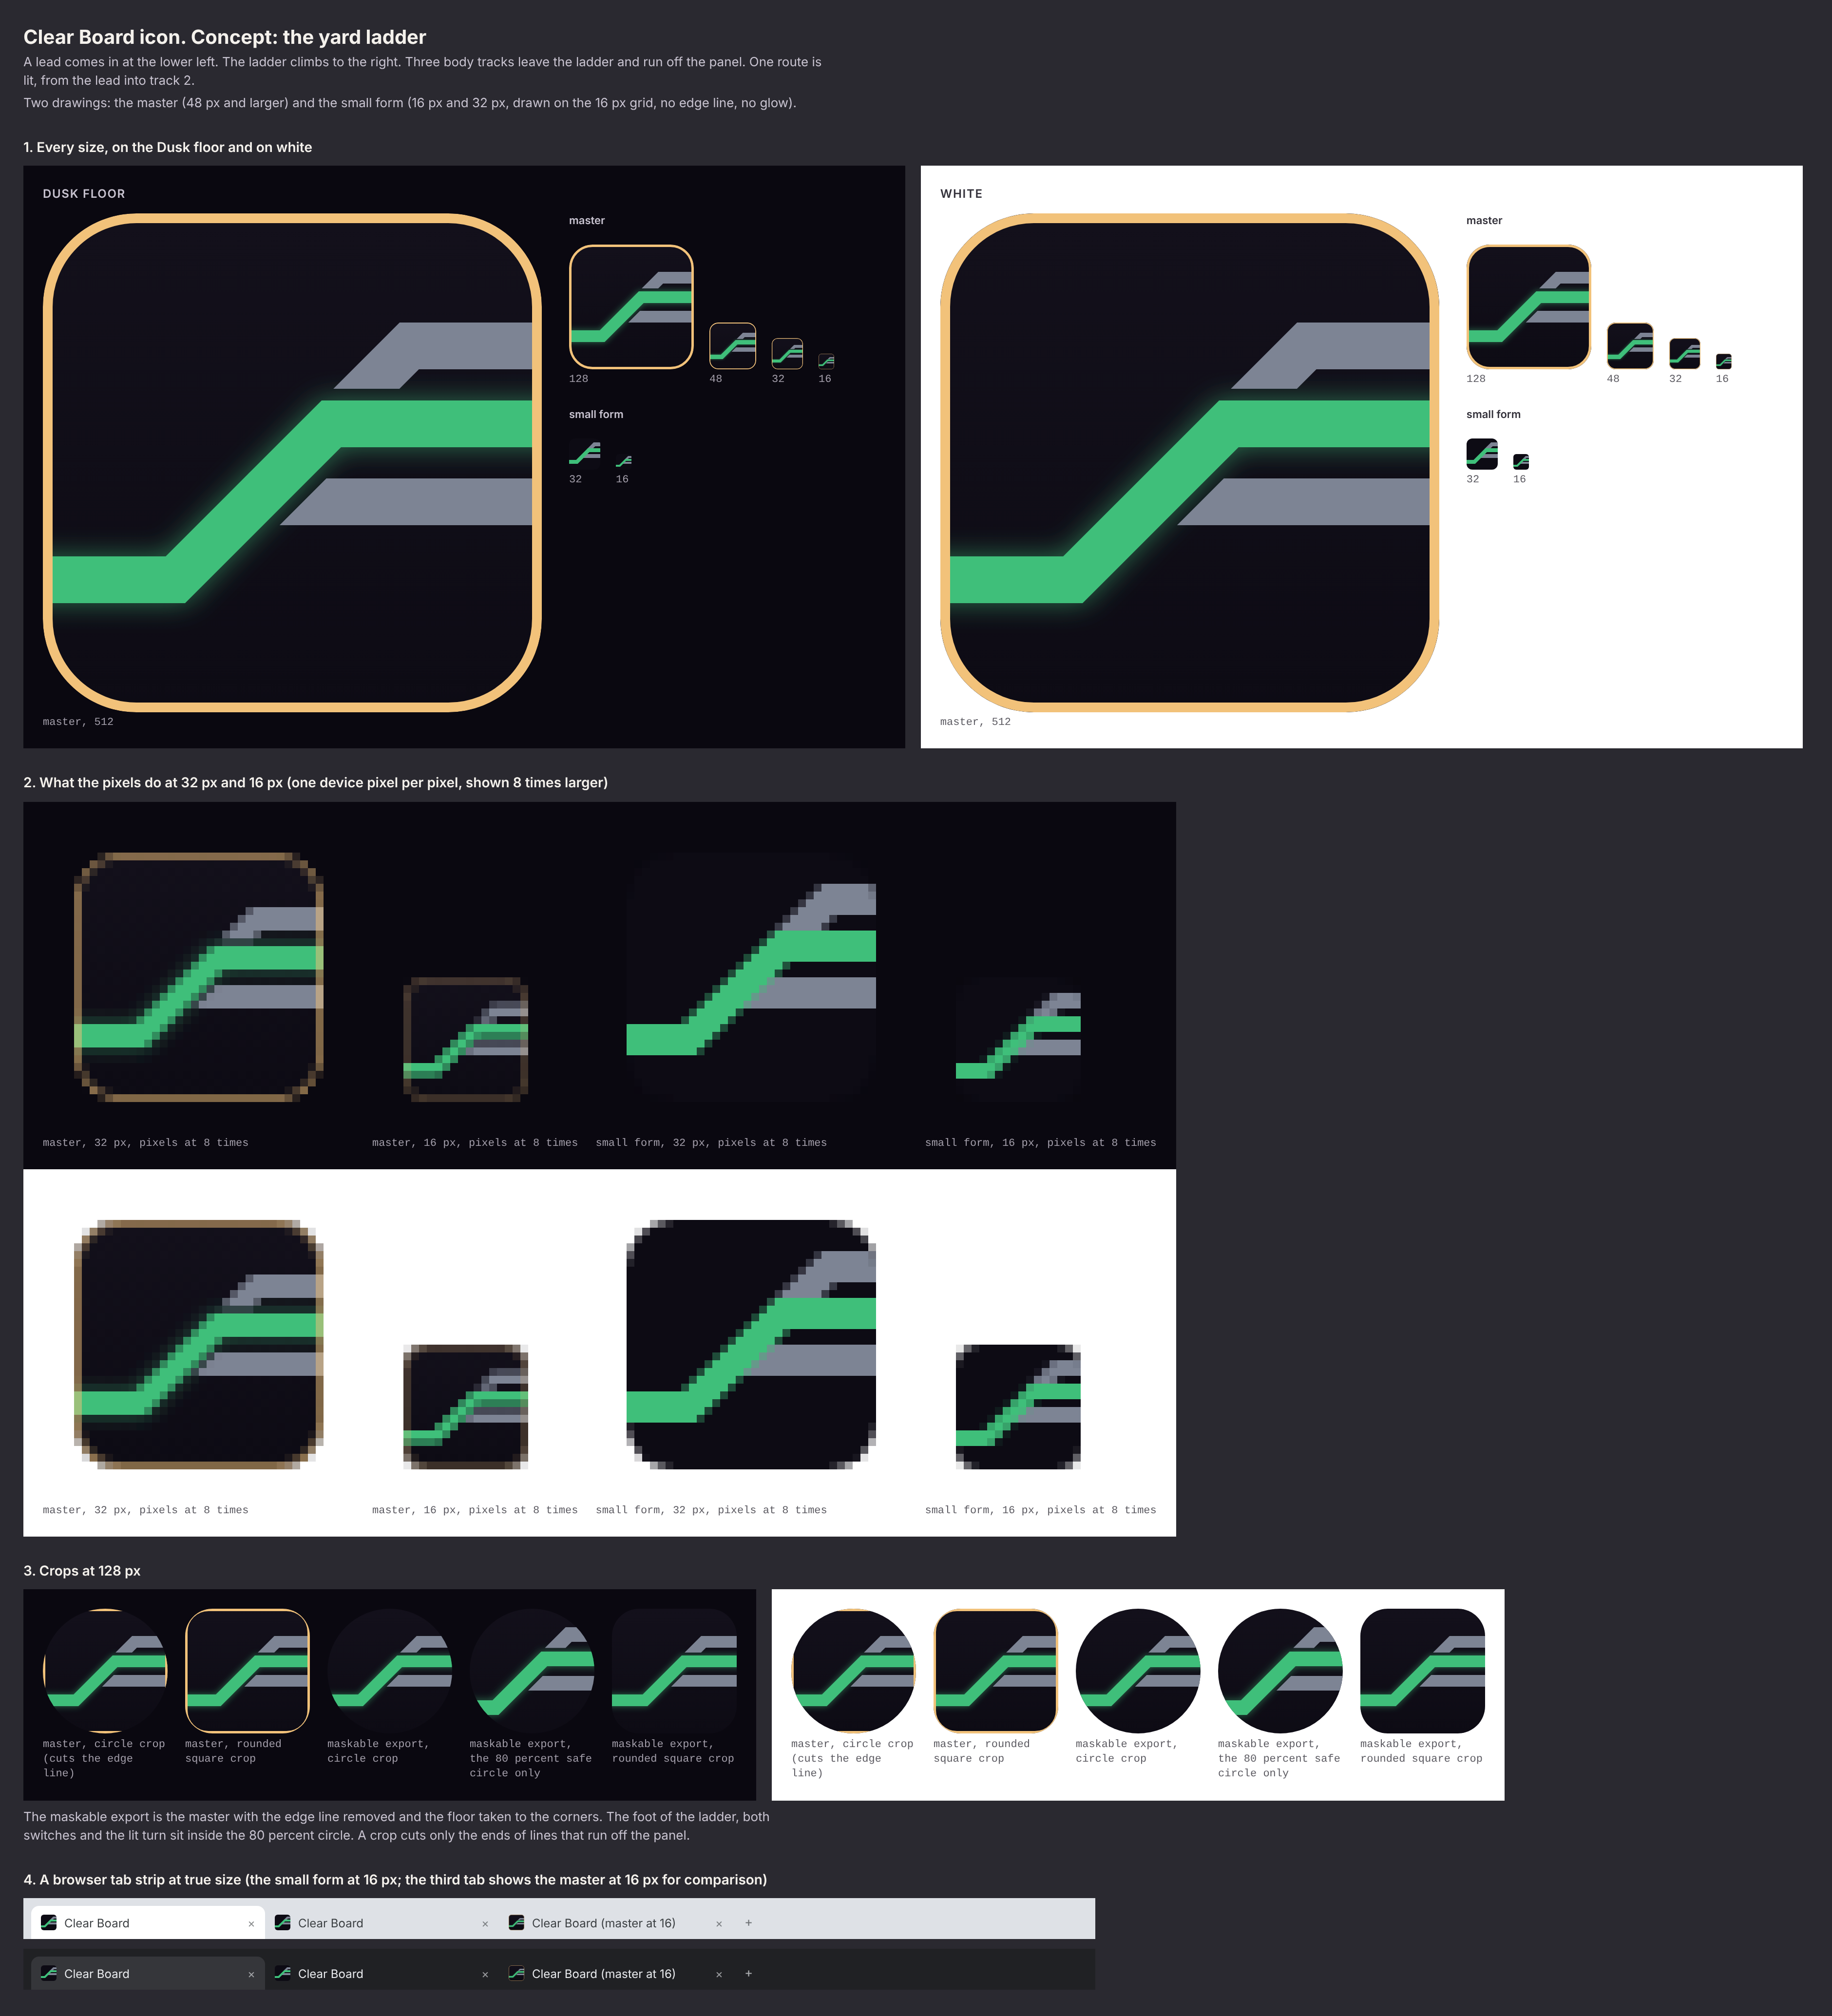 Clear Board icon. Concept: the yard ladder
A lead comes in at the lower left. The ladder climbs to the right. Three body tracks leave the ladder and run off the panel. One route is
lit, from the lead into track 2.
Two drawings: the master (48 px and larger) and the small form (16 px and 32 px, drawn on the 16 px grid, no edge line, no glow).
1. Every size, on the Dusk floor and on white
DUSK FLOOR
master
128
48
32
16
small form
32
16
master, 512
WHITE
master
128
48
32
16
small form
32
16
master, 512
2. What the pixels do at 32 px and 16 px (one device pixel per pixel, shown 8 times larger)
master, 32 px, pixels at 8 times
master, 16 px, pixels at 8 times
small form, 32 px, pixels at 8 times
small form, 16 px, pixels at 8 times
master, 32 px, pixels at 8 times
master, 16 px, pixels at 8 times
small form, 32 px, pixels at 8 times
small form, 16 px, pixels at 8 times
3. Crops at 128 px
master, circle crop
(cuts the edge
line)
master, rounded
square crop
maskable export,
circle crop
maskable export,
the 80 percent safe
circle only
maskable export,
rounded square crop
master, circle crop
(cuts the edge
line)
master, rounded
square crop
maskable export,
circle crop
maskable export,
the 80 percent safe
circle only
maskable export,
rounded square crop
The maskable export is the master with the edge line removed and the floor taken to the corners. The foot of the ladder, both
switches and the lit turn sit inside the 80 percent circle. A crop cuts only the ends of lines that run off the panel.
4. A browser tab strip at true size (the small form at 16 px; the third tab shows the master at 16 px for comparison)
Clear Board × Clear Board × Clear Board (master at 16) × +
Clear Board × Clear Board × Clear Board (master at 16) × +